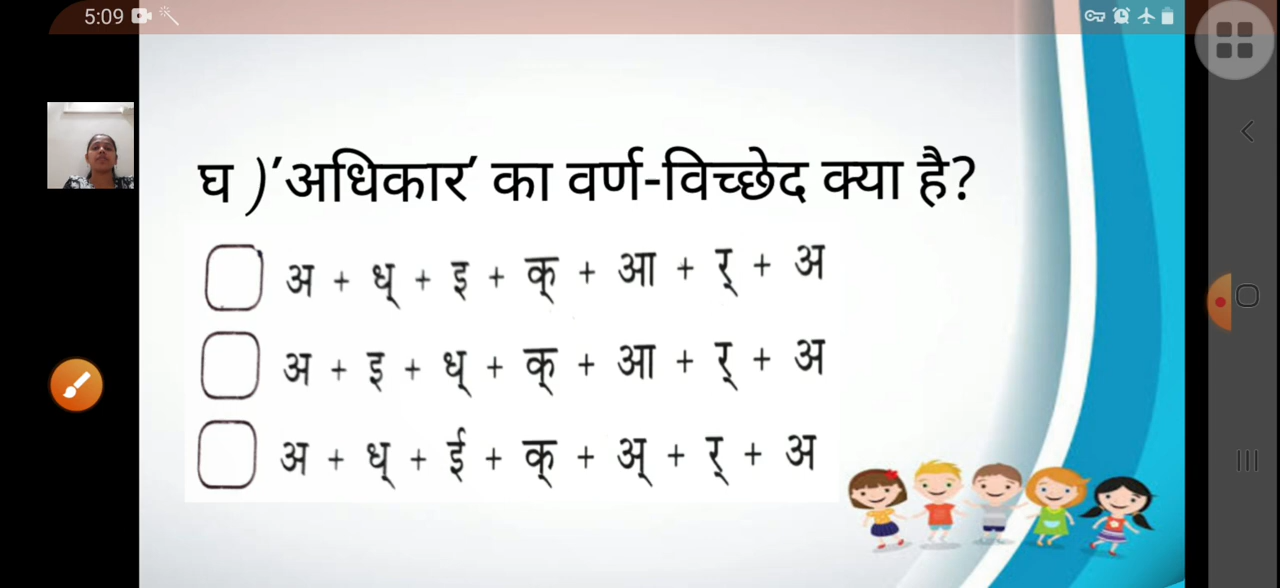 5:09
घ )'अधिकार' का वर्ण-विच्छेद क्या है?
अ + ध् + इ + क् + आ + र् + अ
अ + इ + ध् + क् + आ + र् + अ
अ + ध् + ई + क् + अ् + र् + अ